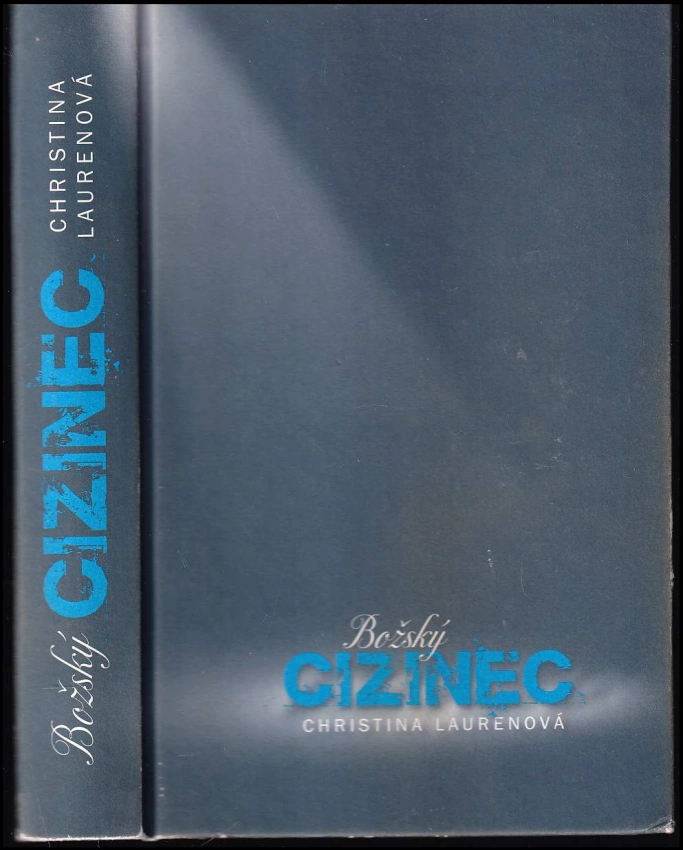 CHRISTINA
LAURENOVÁ
Božský CIZINEC
Božský
CIZINEC
CHRISTINA LAURENOVÁ